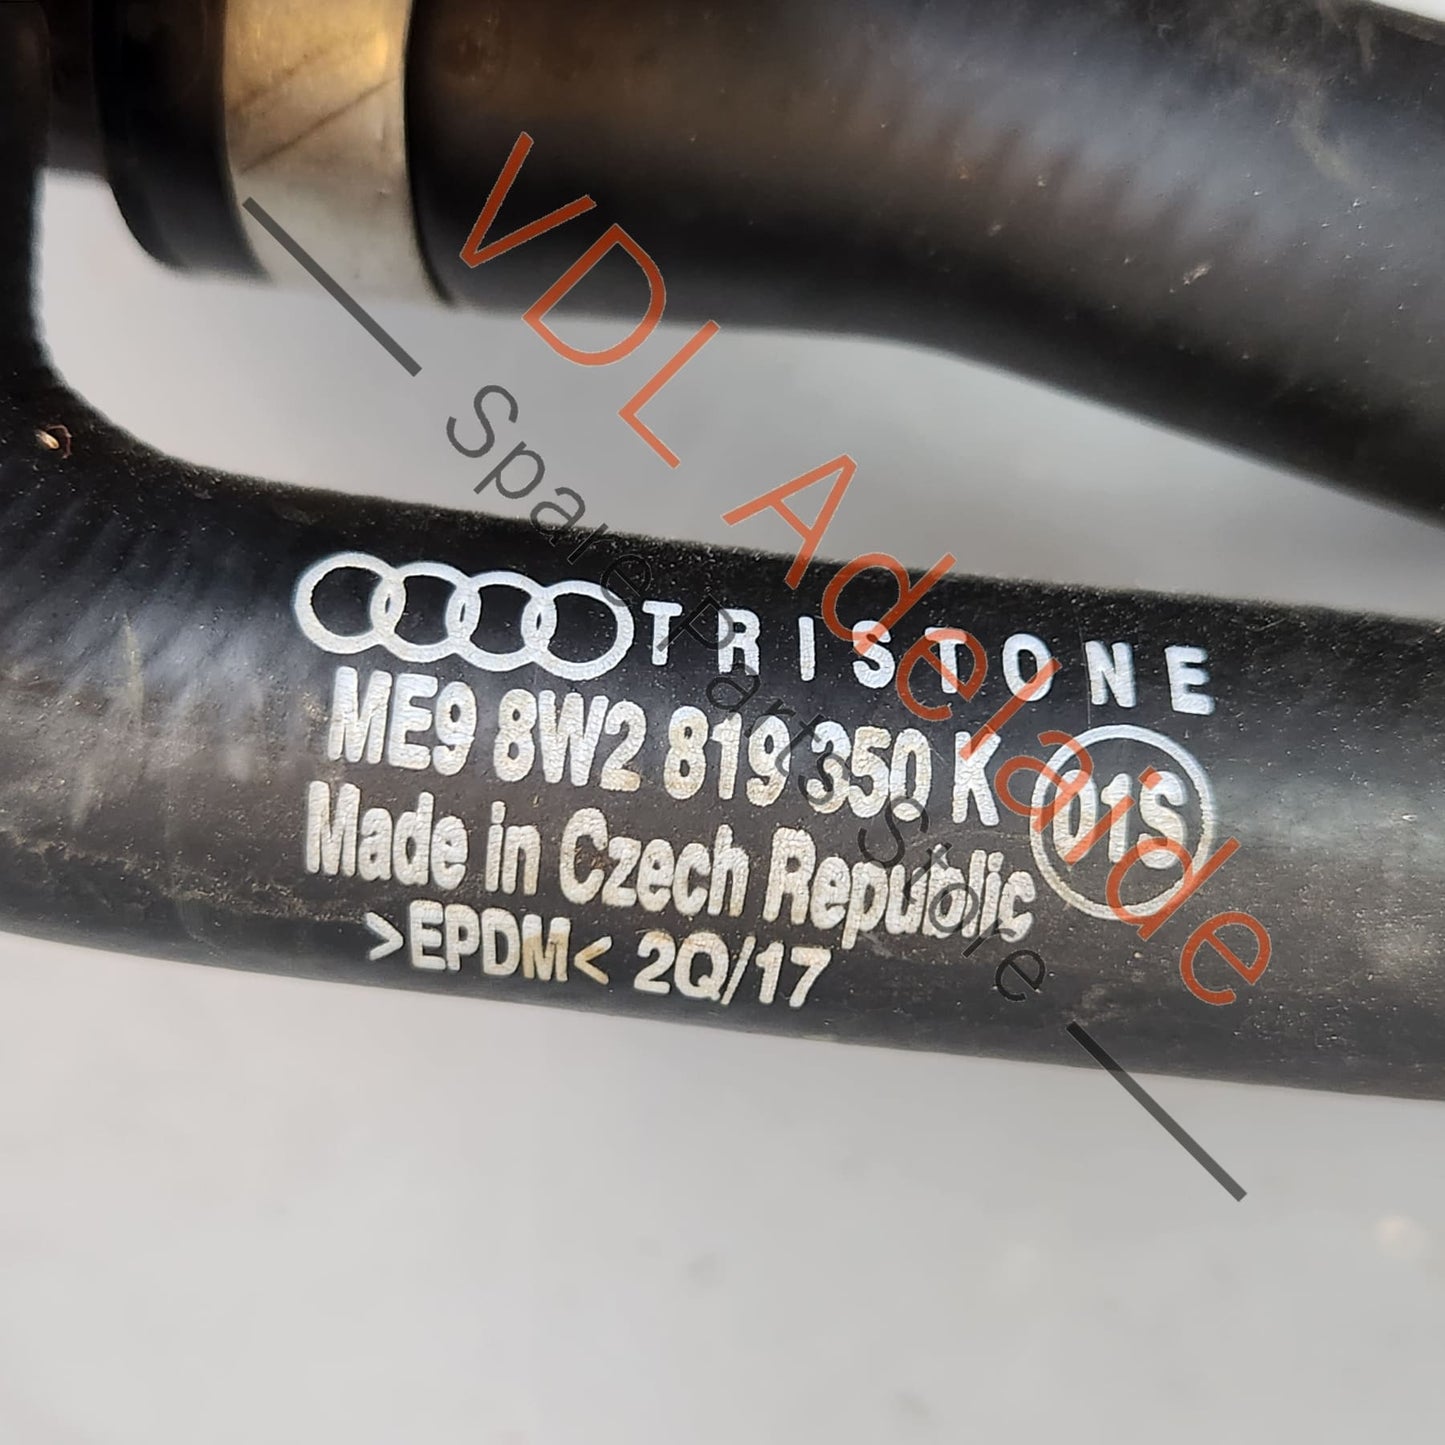 VDL Adelaide
Spare Parts Store
TRISTONE
ME9 8W2 819 350 K 01S
Made in Czech Republic
>EPDM< 2Q/17